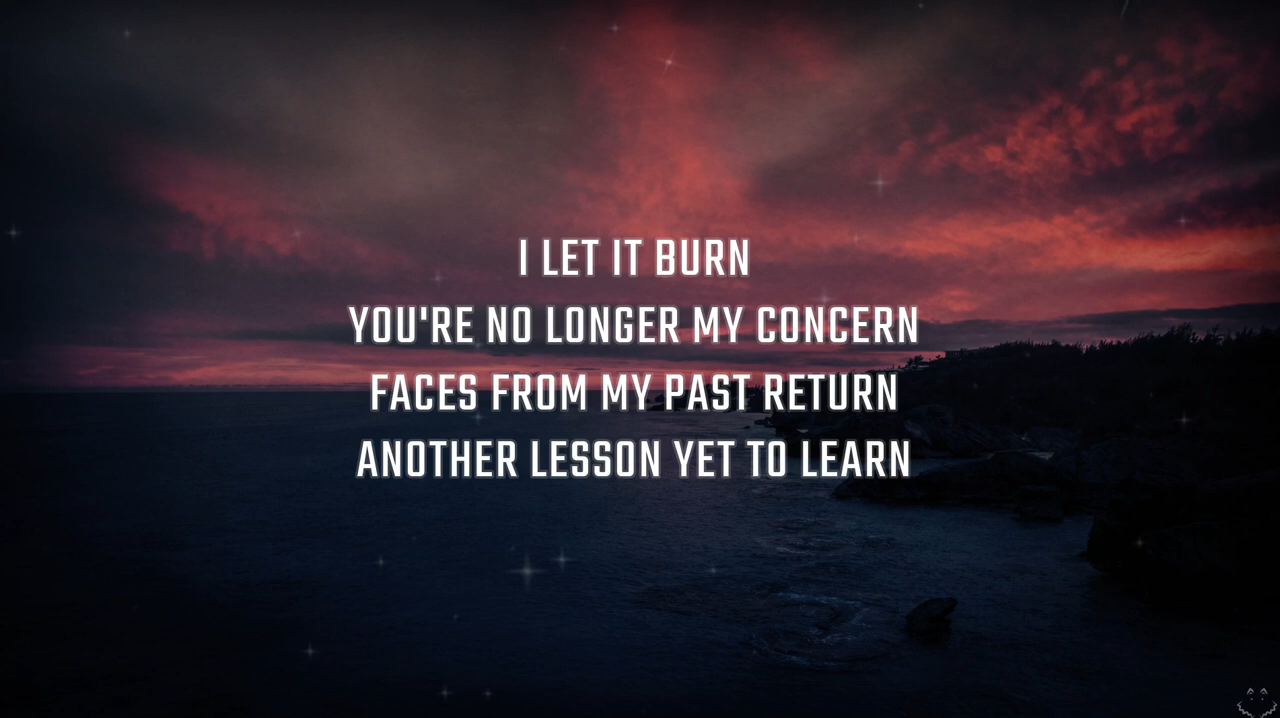 I LET IT BURN
YOU'RE NO LONGER MY CONCERN
FACES FROM MY PAST RETURN
ANOTHER LESSON YET TO LEARN